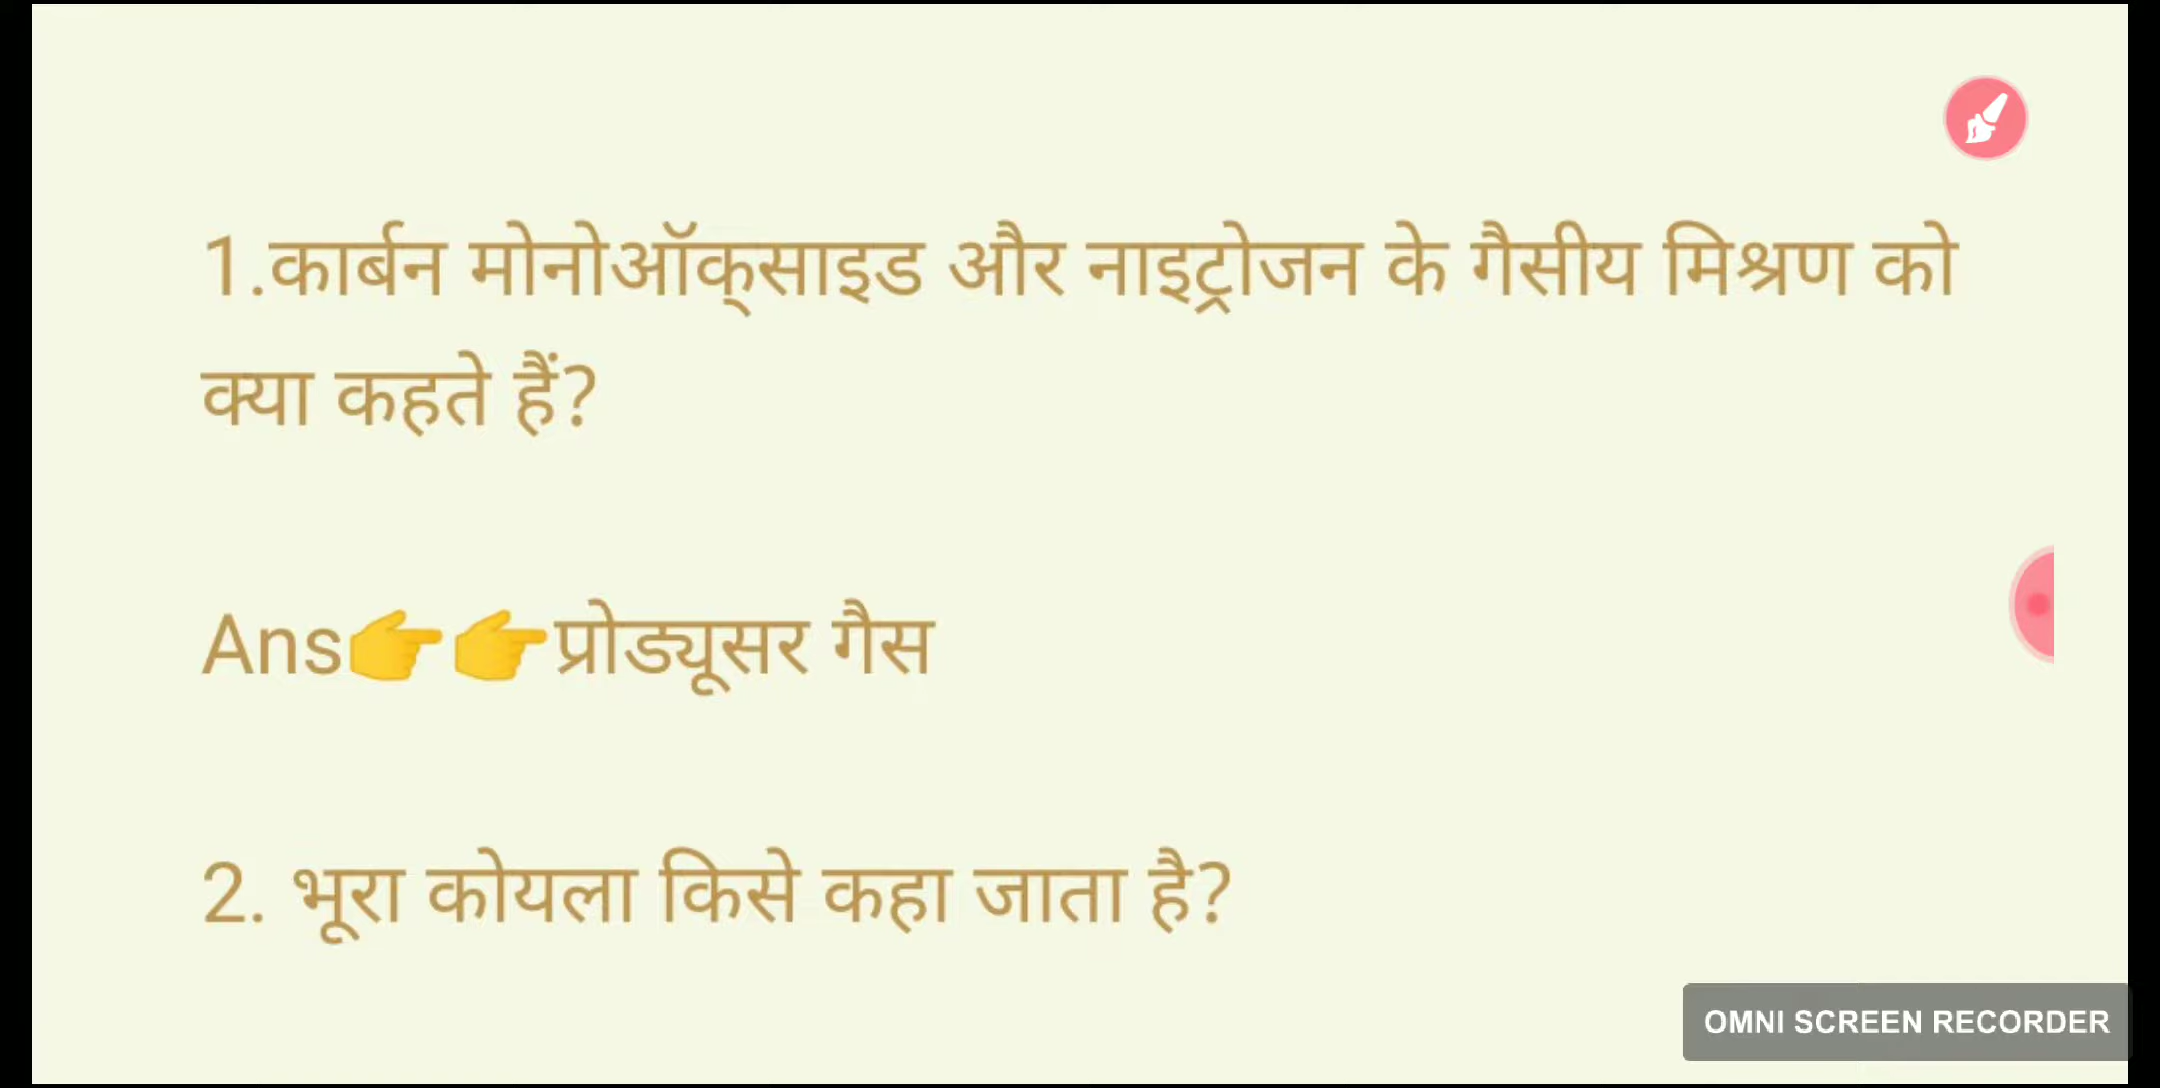 1.कार्बन मोनोऑक्साइड और नाइट्रोजन के गैसीय मिश्रण को
क्या कहते हैं?
Ans👉👉प्रोड्यूसर गैस
2. भूरा कोयला किसे कहा जाता है?
OMNI SCREEN RECORDER